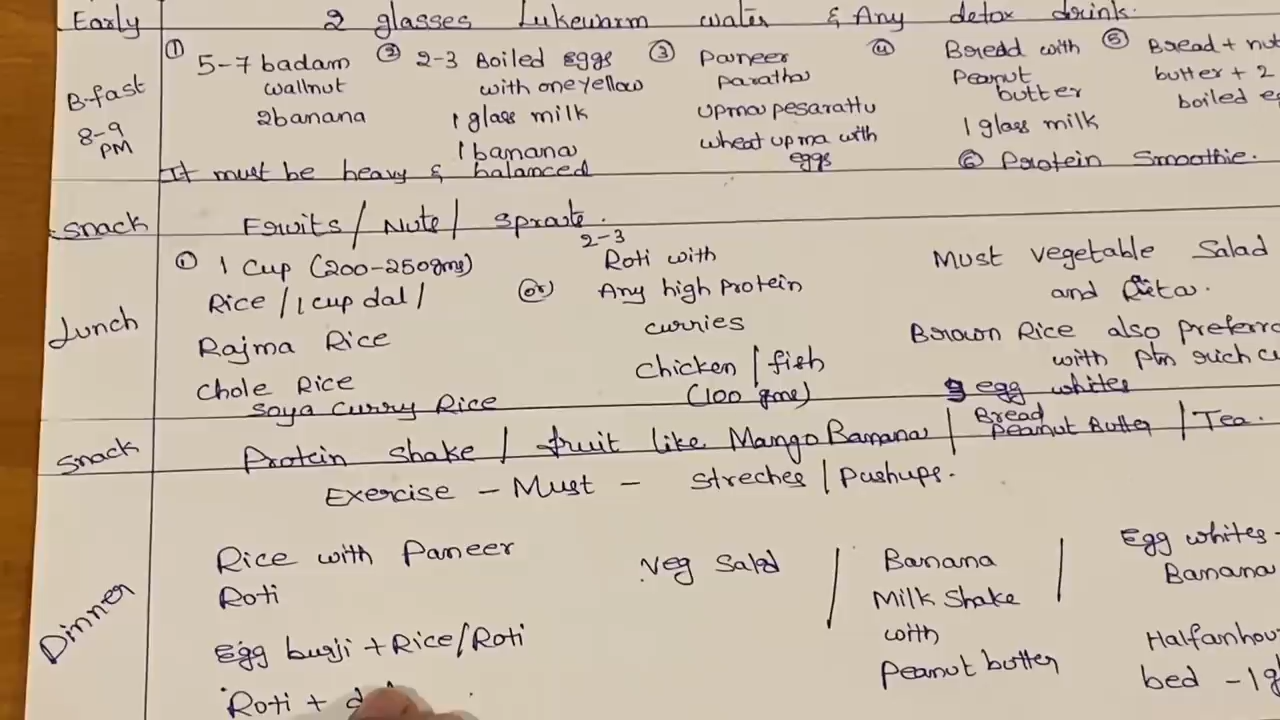 Early 2 glasses Lukewarm water & Any detox drink.
B.fast
8-9
PM
① 5-7 badam
wallnut
2banana
② 2-3 Boiled eggs
with one yellow
1 glass milk
1 banana
③ Paneer
paratha
upma pesarattu
wheat upma with
eggs
④ Bread with
Peanut
butter
1 glass milk
⑤ Bread + nut
butter + 2
boiled
⑥ Protein Smoothie.
It must be heavy & balanced
Snack Fruits / Nuts / Sprouts.
Lunch
① 1 Cup (200-250gms)
Rice / 1 cup dal /
Rajma Rice
Chole Rice
Soya Curry Rice
(or)
2-3
Roti with
Any high protein
curries
chicken / fish
(100 gms)
Must vegetable Salad
and Raita.
Brown Rice also
with ptn rich
egg whites
Snack Protein Shake / fruit like Mango Banana / Bread Peanut Butter / Tea.
Exercise - Must - Streches / Pushups.
Dinner
Rice with Paneer
Roti
Egg burji + Rice/Roti
Roti +
Veg Salad /
Banana
Milk Shake
with
Peanut butter
/
Egg whites -
Banana
bed - 1